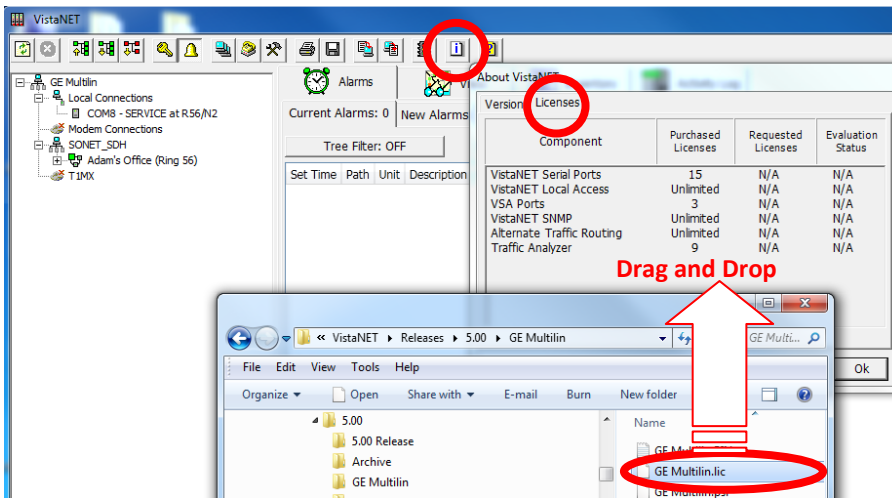 VistaNET
GE Multilin
Local Connections
COM8 - SERVICE at R56/N2
Modem Connections
SONET_SDH
Adam's Office (Ring 56)
T1MX
Alarms
Current Alarms: 0
New Alarms
Tree Filter: OFF
Set Time Path Unit Description
About VistaNET
Version
Licenses
Component
Purchased Licenses
Requested Licenses
Evaluation Status
VistaNET Serial Ports 15 N/A N/A
VistaNET Local Access Unlimited N/A N/A
VSA Ports 3 N/A N/A
VistaNET SNMP Unlimited N/A N/A
Alternate Traffic Routing Unlimited N/A N/A
Traffic Analyzer 9 N/A N/A
Drag and Drop
Ok
« VistaNET Releases 5.00 GE Multilin
GE Multi...
File Edit View Tools Help
Organize Open Share with E-mail Burn New folder
5.00
5.00 Release
Archive
GE Multilin
Name
GE Multilin.lic